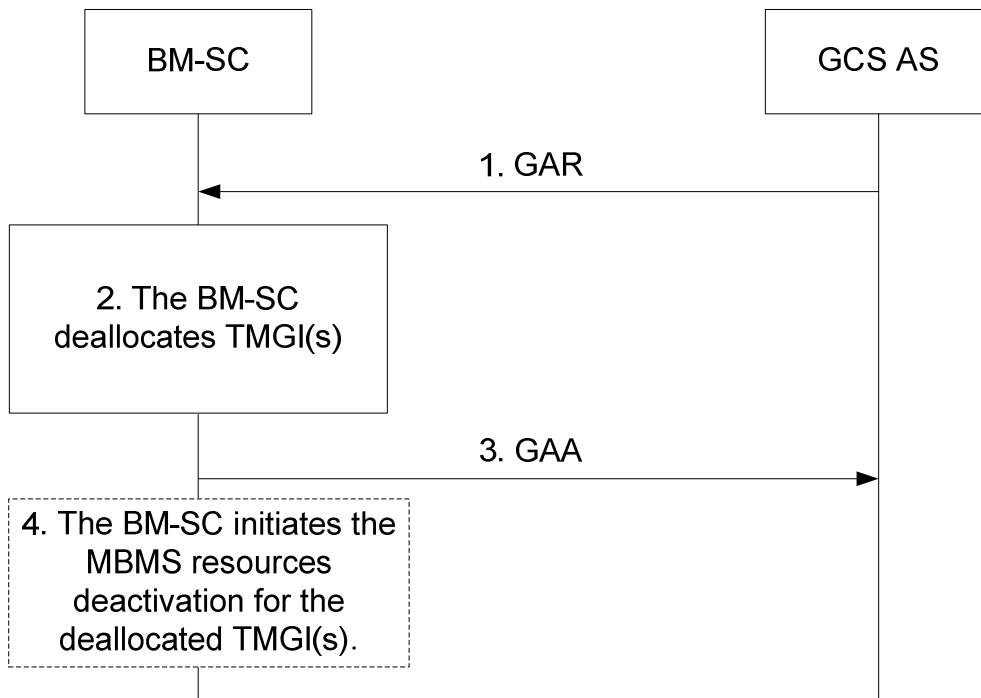 BM-SC
GCS AS
1. GAR
2. The BM-SC
deallocates TMGI(s)
3. GAA
4. The BM-SC initiates the
MBMS resources
deactivation for the
deallocated TMGI(s).